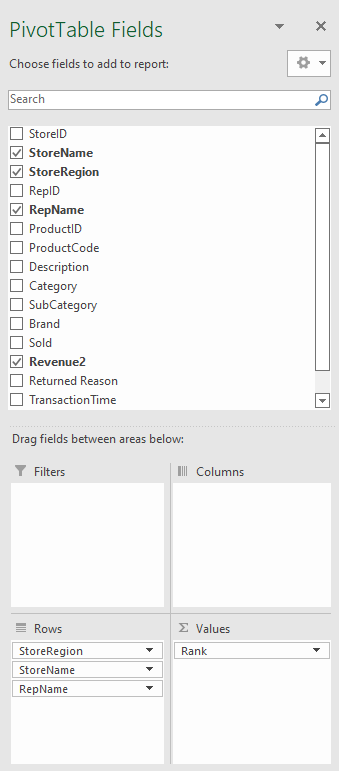 PivotTable Fields
Choose fields to add to report:
Search
StoreID
StoreName
StoreRegion
RepID
RepName
ProductID
ProductCode
Description
Category
SubCategory
Brand
Sold
Revenue2
Returned Reason
TransactionTime
Drag fields between areas below:
Filters
Columns
Rows
StoreRegion
StoreName
RepName
Σ Values
Rank